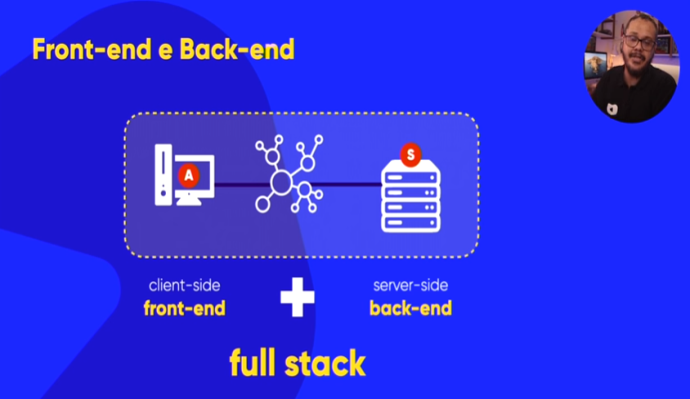 Front-end e Back-end
A
S
client-side
front-end
server-side
back-end
full stack